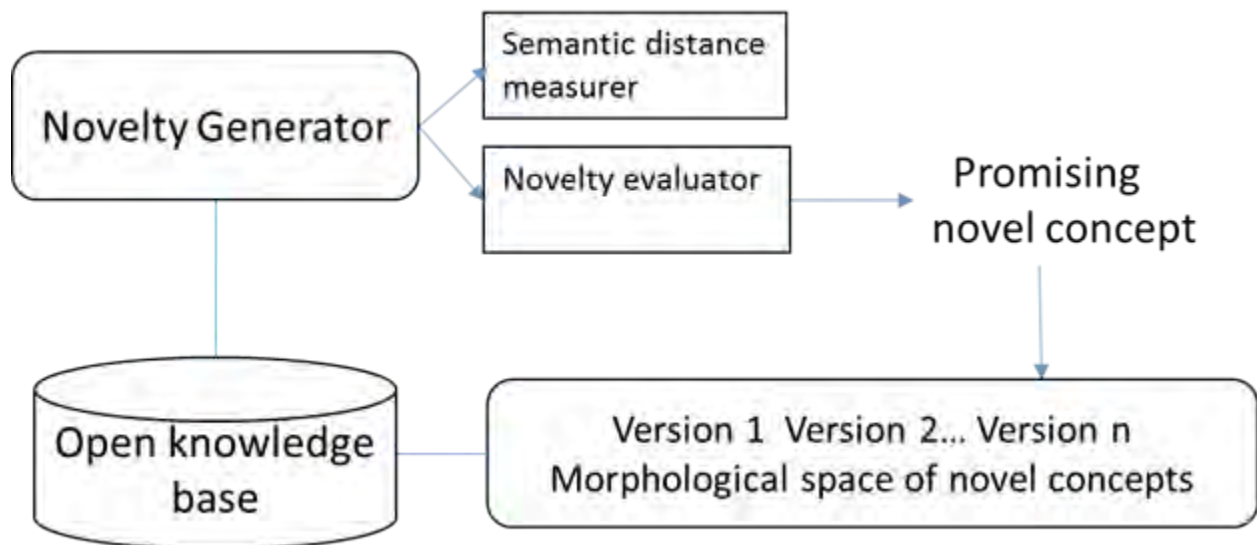 Novelty Generator
Semantic distance
measurer
Novelty evaluator
Promising
novel concept
Open knowledge
base
Version 1 Version 2... Version n
Morphological space of novel concepts